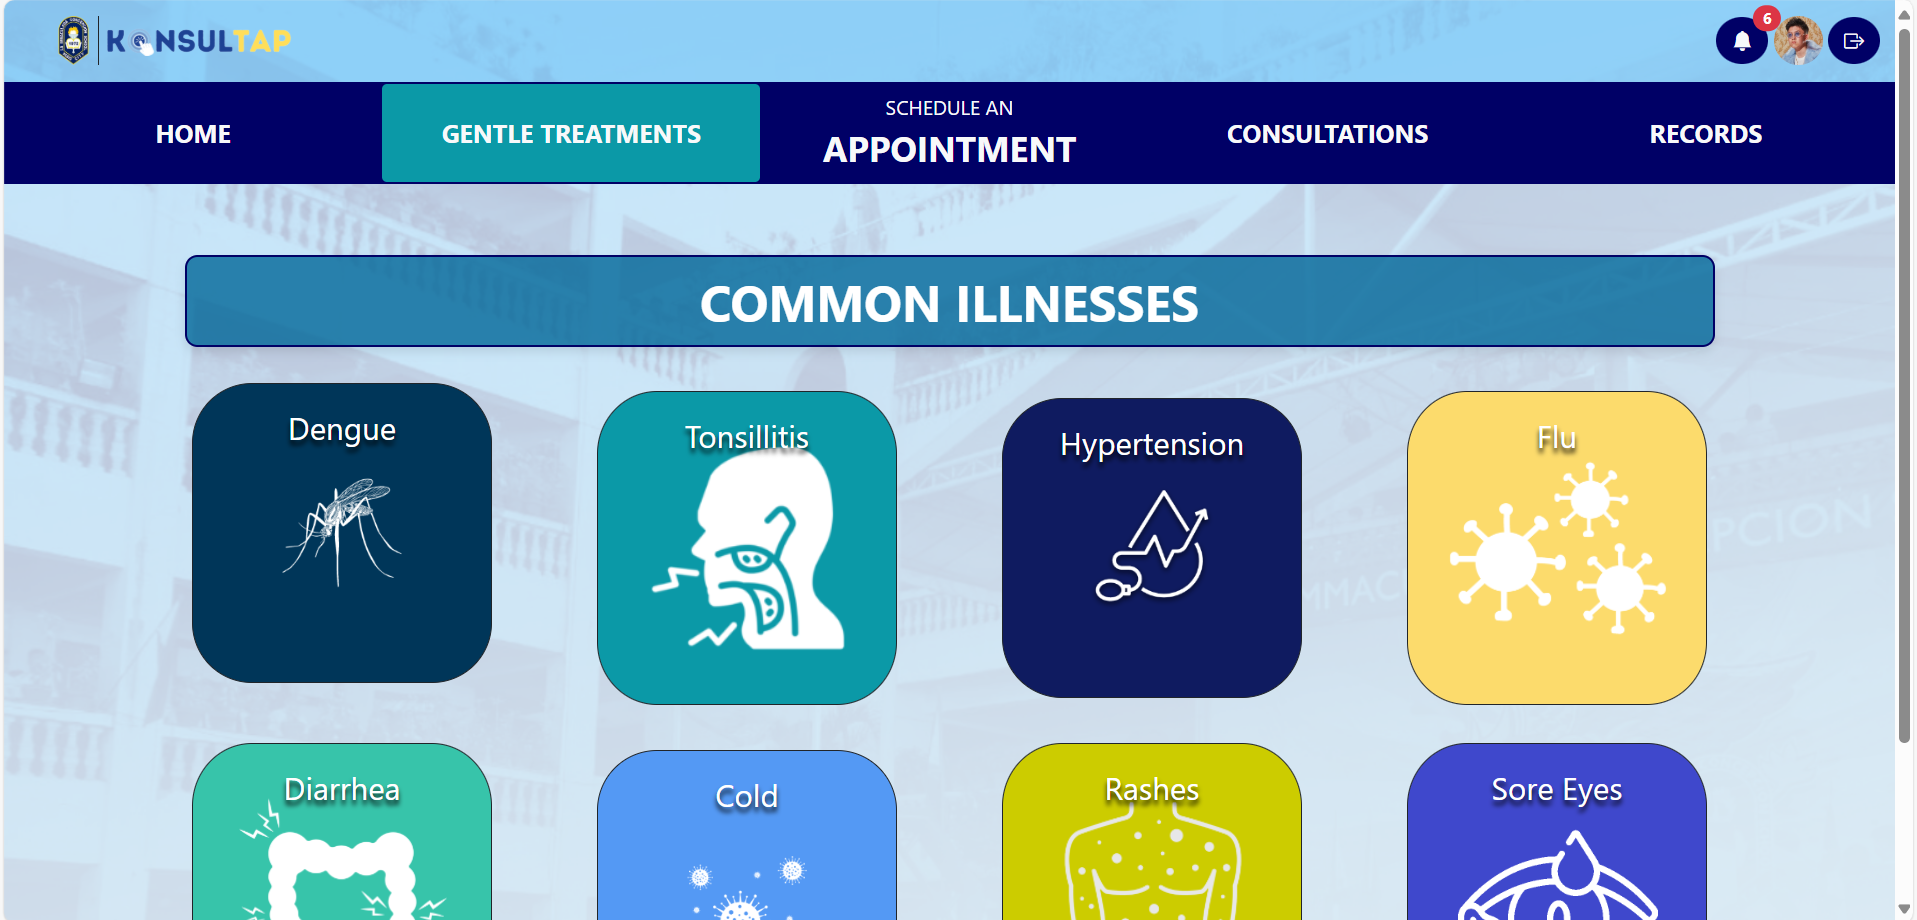 KONSULTAP
6
HOME
GENTLE TREATMENTS
SCHEDULE AN
APPOINTMENT
CONSULTATIONS
RECORDS
COMMON ILLNESSES
Dengue
Tonsillitis
Hypertension
Flu
Diarrhea
Cold
Rashes
Sore Eyes